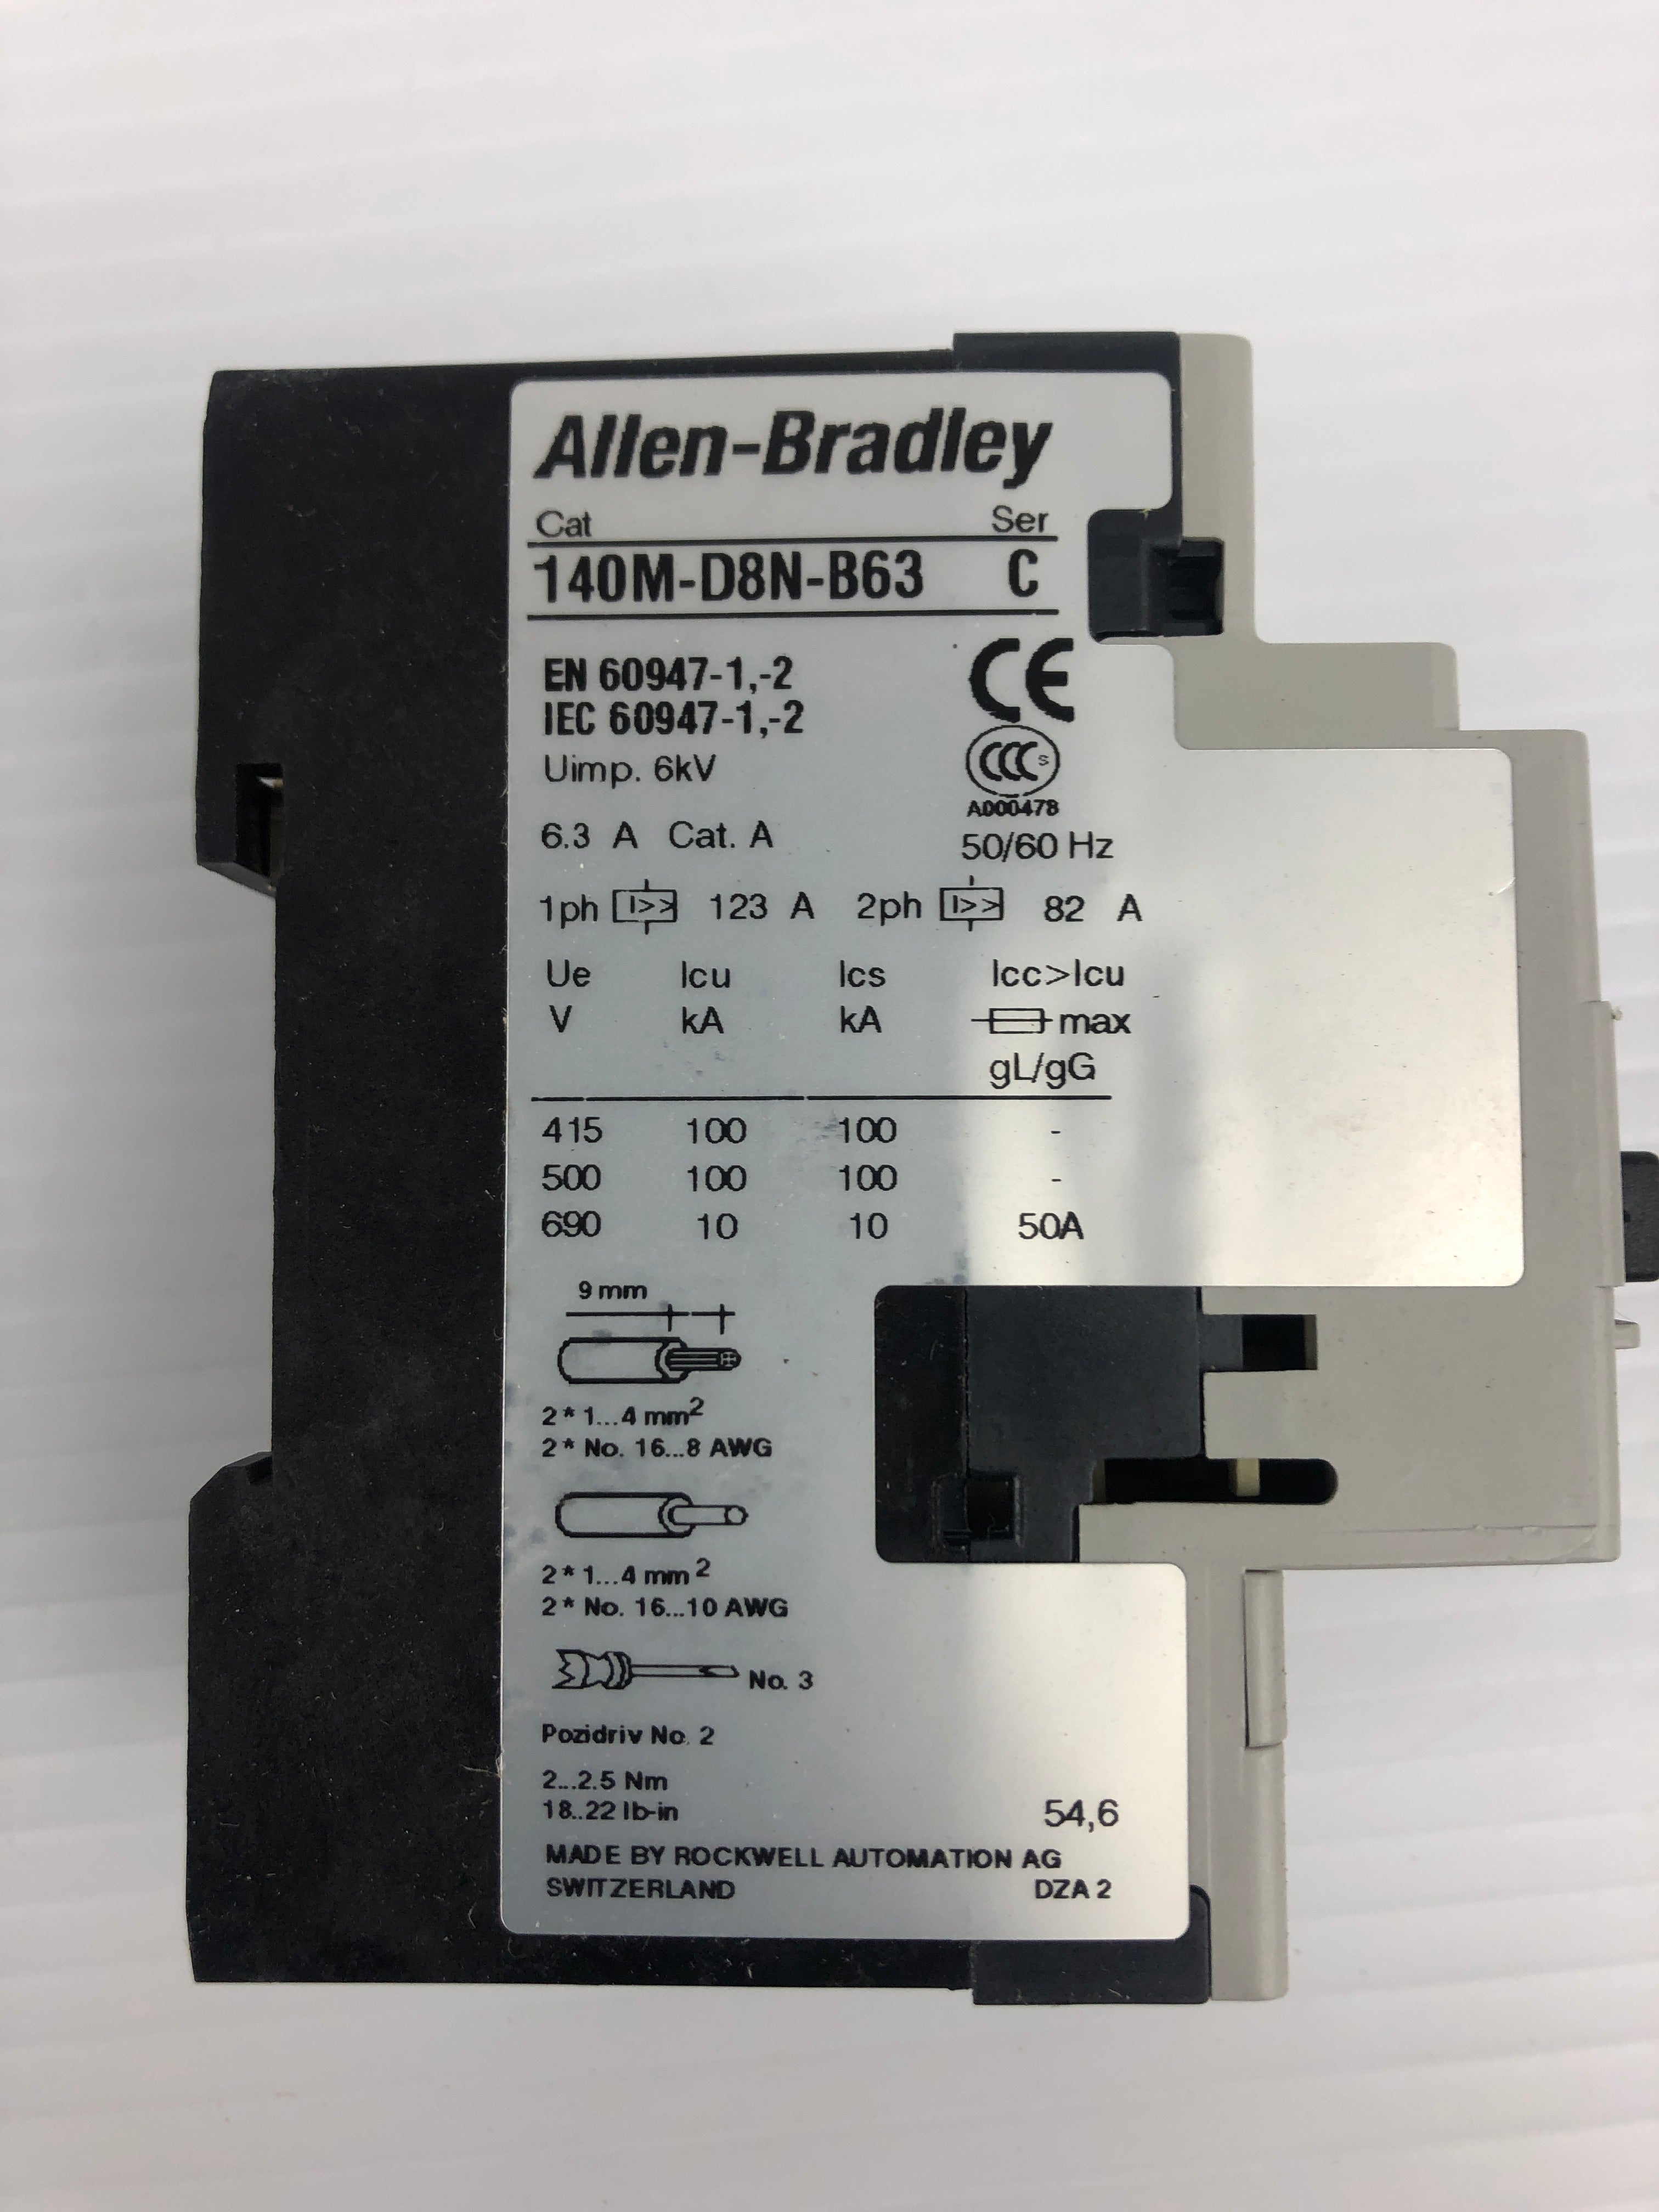 Allen-Bradley
Cat Ser
140M-D8N-B63 C
EN 60947-1,-2
IEC 60947-1,-2
CE
Uimp. 6kV
CCC S
A000478
6.3 A Cat. A 50/60 Hz
1ph I>> 123 A 2ph I>> 82 A
Ue Icu Ics Icc>Icu
V kA kA max
gL/gG
415 100 100 -
500 100 100 -
690 10 10 50A
9 mm
2 * 1...4 mm²
2 * No. 16...8 AWG
2 * 1...4 mm²
2 * No. 16...10 AWG
No. 3
Pozidriv No. 2
2...2.5 Nm
18..22 lb-in 54,6
MADE BY ROCKWELL AUTOMATION AG
SWITZERLAND DZA 2